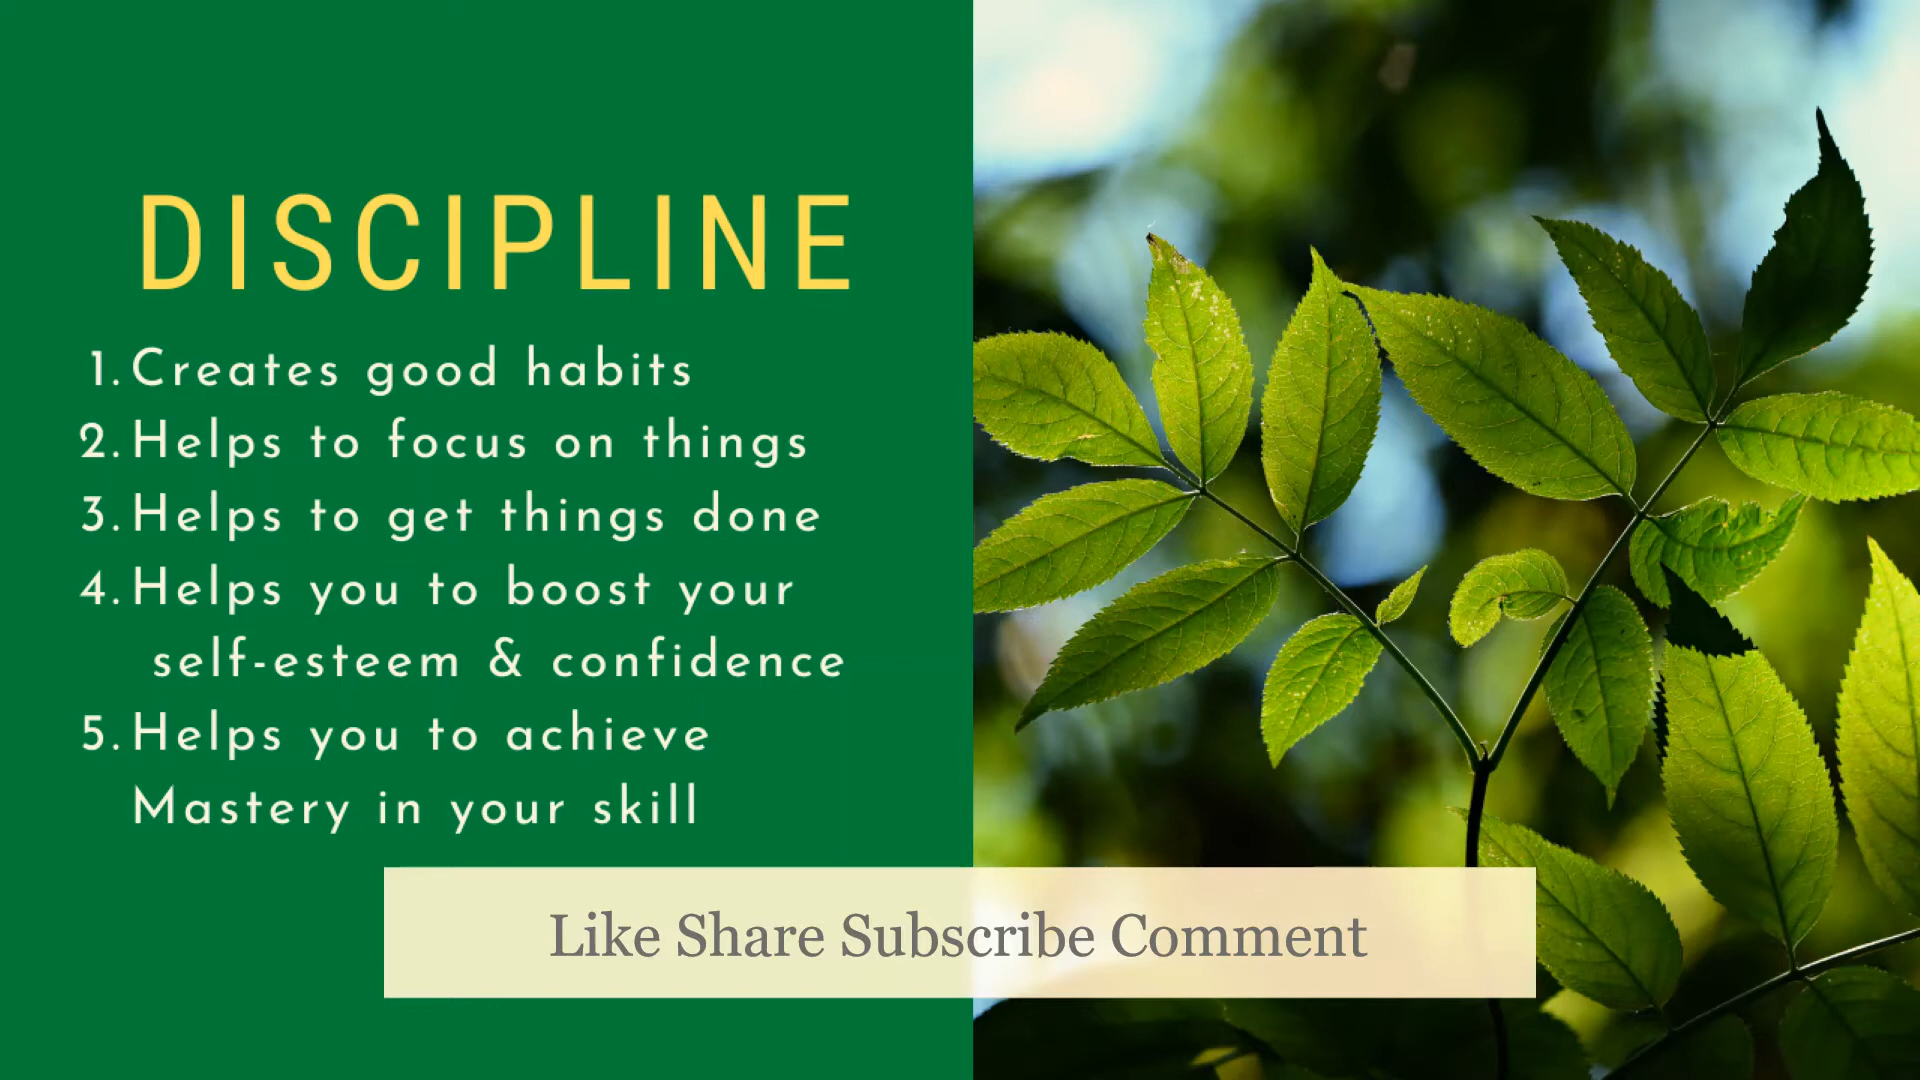 DISCIPLINE
1. Creates good habits
2. Helps to focus on things
3. Helps to get things done
4. Helps you to boost your
self-esteem & confidence
5. Helps you to achieve
Mastery in your skill
Like Share Subscribe Comment